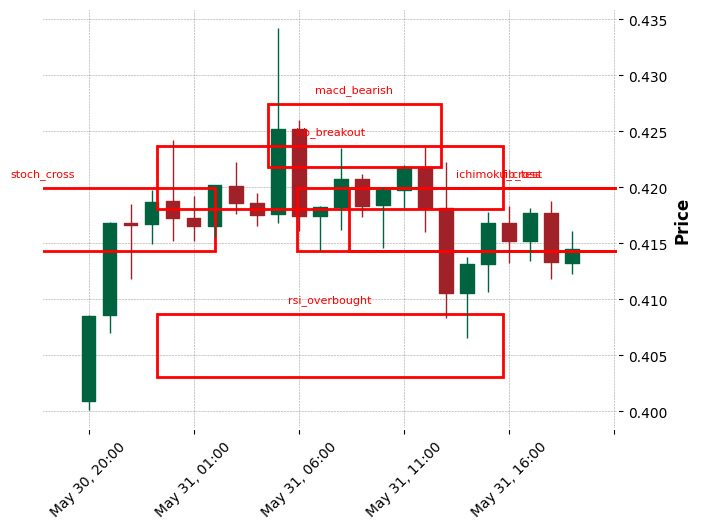 0.435
0.430
macd_bearish
0.425
_breakout
stoch_cross
0.420
Price
0.415
0.410
rsi_overbought
0.405
0.400
May 30, 20:00
May 31, 01:00
May 31, 06:00
May 31, 11:00
May 31, 16:00